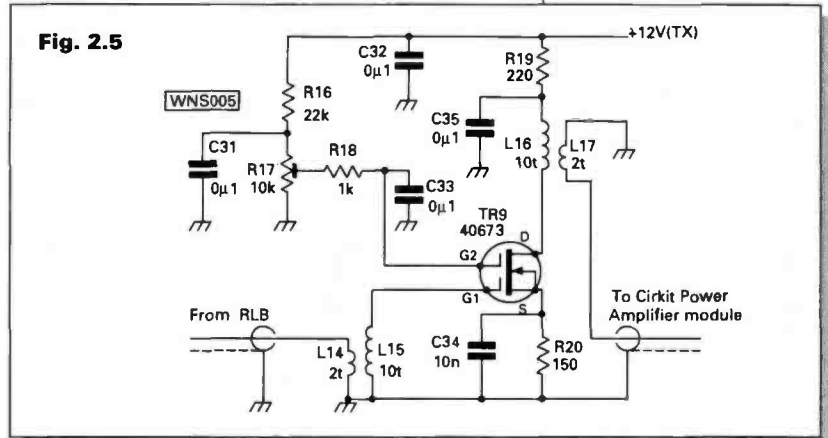 Fig. 2.5
+12V(TX)
C32
0µ1
R19
220
R16
22k
WNS005
C35
0µ1
L16
10t
L17
2t
C31
0µ1
R17
10k
R18
1k
C33
0µ1
TR9
40673
D
G2
G1
S
From RLB
To Cirkit Power
Amplifier module
L14
2t
L15
10t
C34
10n
R20
150